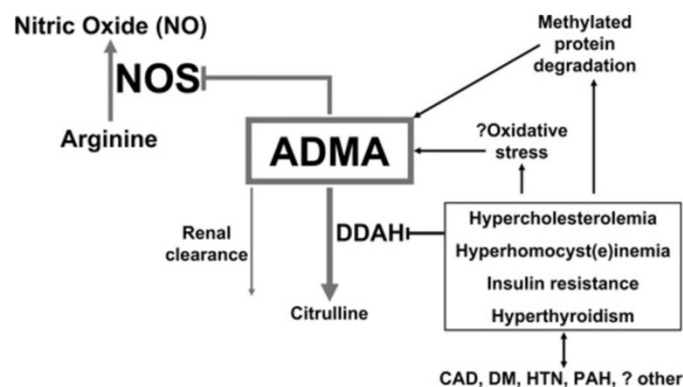 Nitric Oxide (NO)
NOS
Arginine
Methylated
protein
degradation
?Oxidative
stress
ADMA
Renal
clearance
DDAH
Citrulline
Hypercholesterolemia
Hyperhomocyst(e)inemia
Insulin resistance
Hyperthyroidism
CAD, DM, HTN, PAH, ? other